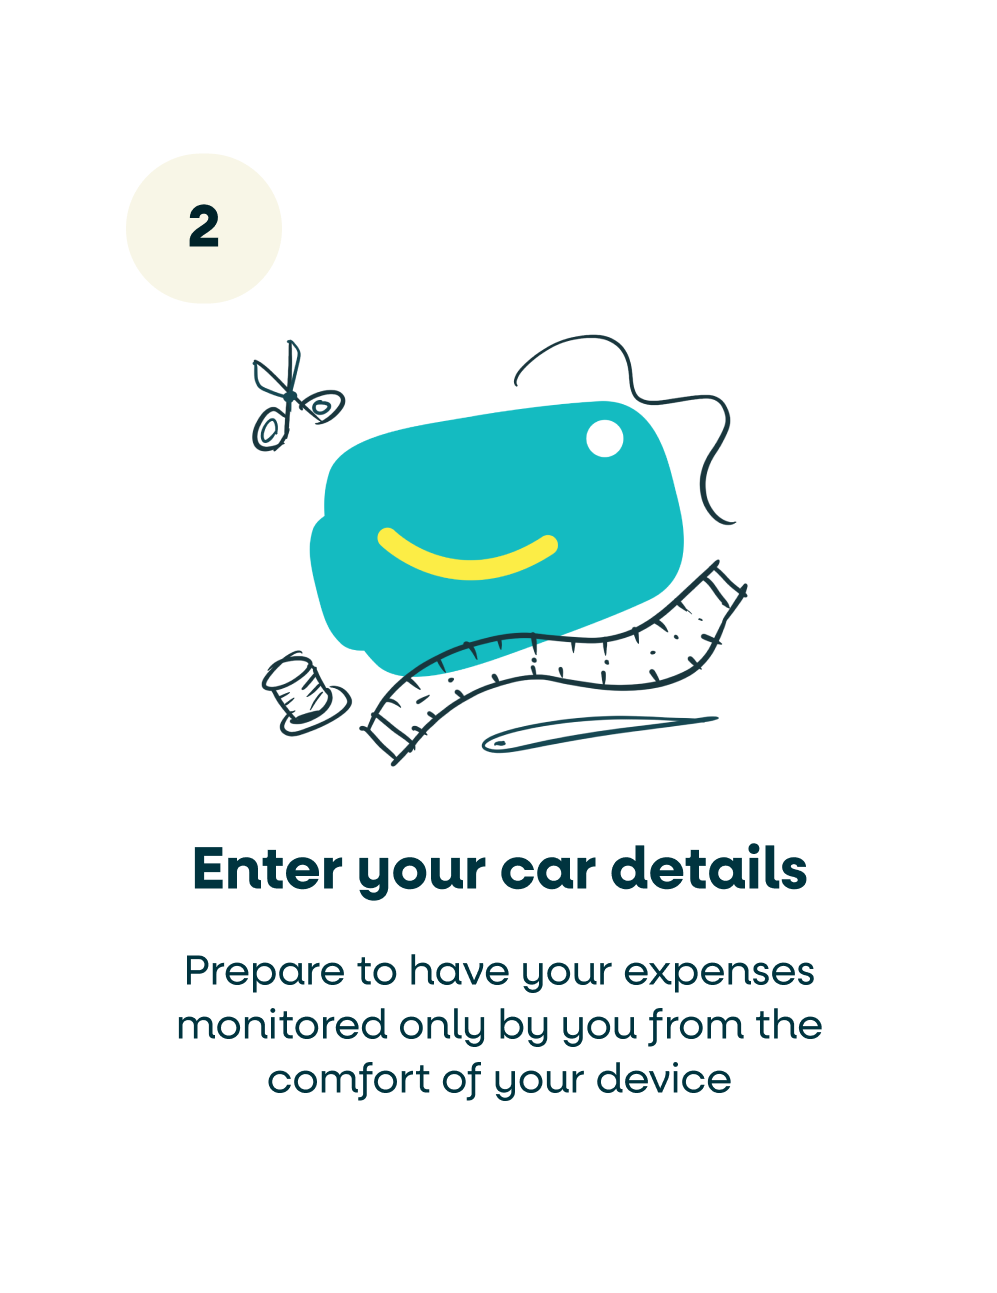 2
Enter your car details
Prepare to have your expenses
monitored only by you from the
comfort of your device